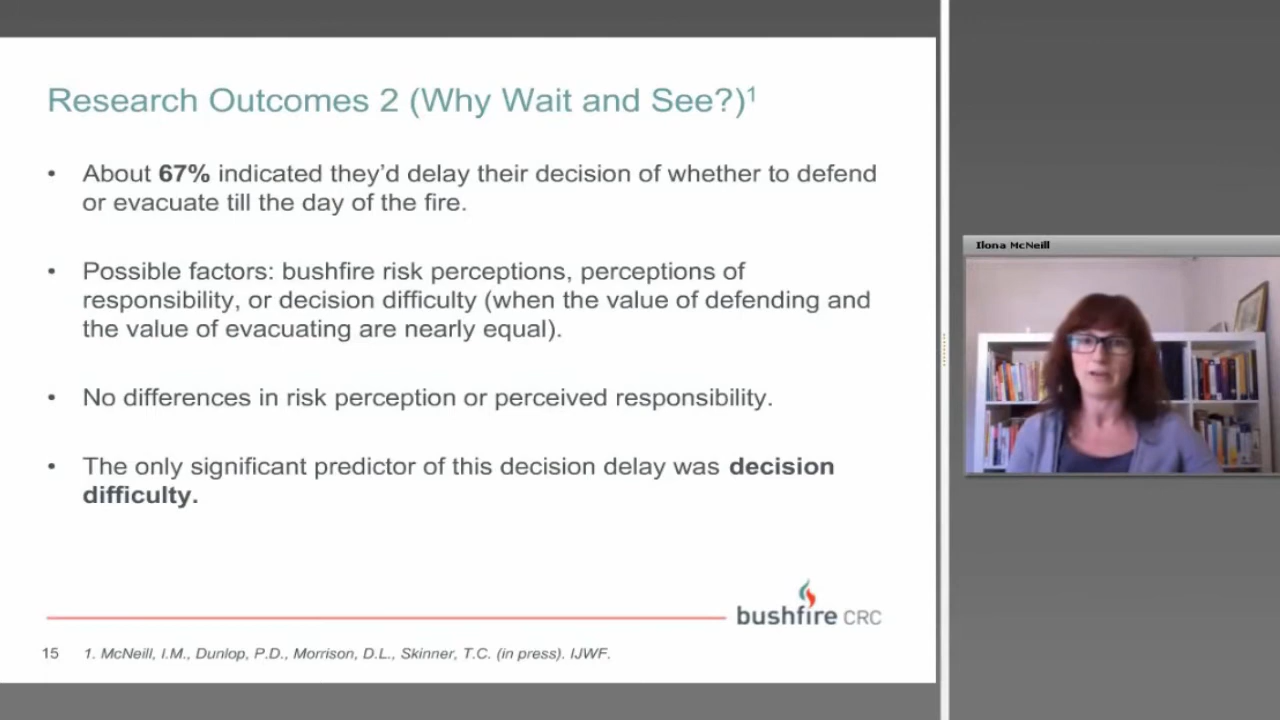 Research Outcomes 2 (Why Wait and See?)¹
• About 67% indicated they'd delay their decision of whether to defend
or evacuate till the day of the fire.
• Possible factors: bushfire risk perceptions, perceptions of
responsibility, or decision difficulty (when the value of defending and
the value of evacuating are nearly equal).
• No differences in risk perception or perceived responsibility.
• The only significant predictor of this decision delay was decision
difficulty.
bushfire CRC
15 1. McNeill, I.M., Dunlop, P.D., Morrison, D.L., Skinner, T.C. (in press). IJWF.
Ilona McNeill